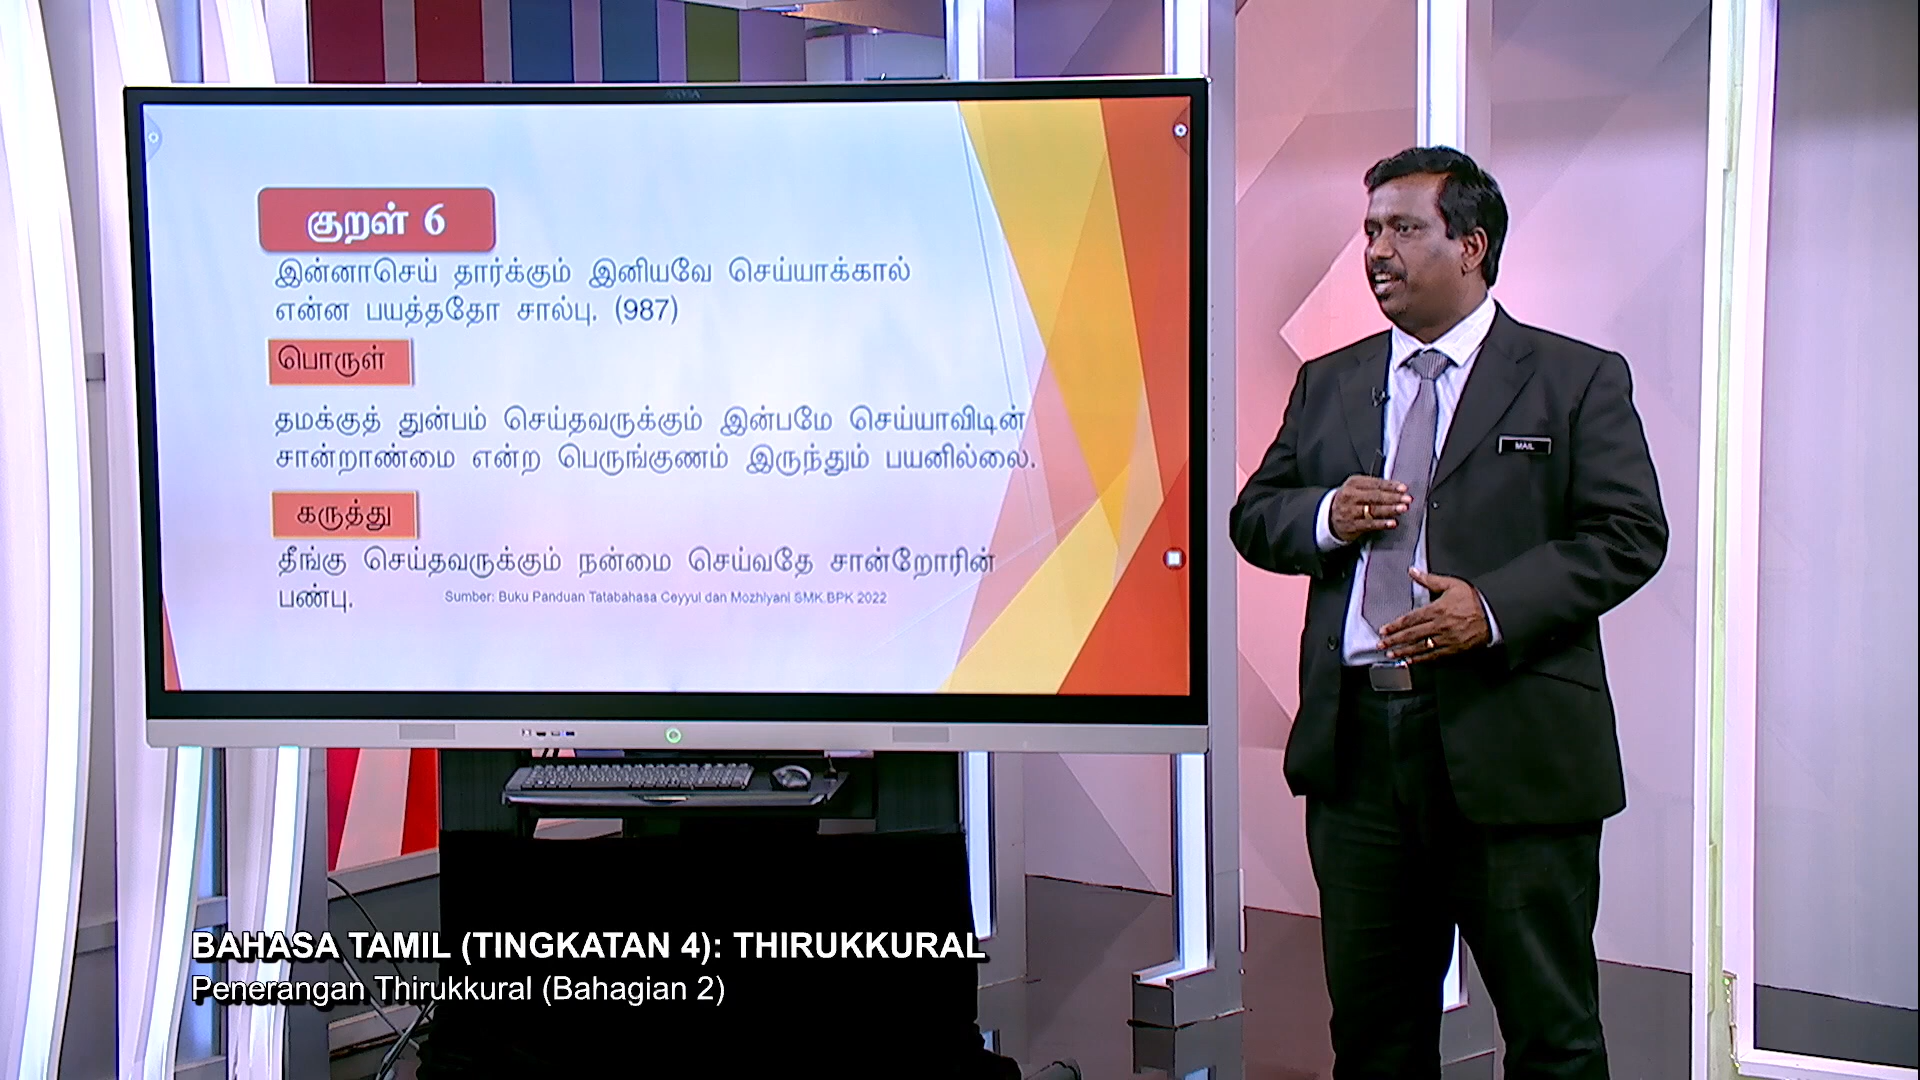 குறள் 6
இன்னாசெய் தார்க்கும் இனியவே செய்யாக்கால்
என்ன பயத்ததோ சால்பு. (987)
பொருள்
தமக்குத் துன்பம் செய்தவருக்கும் இன்பமே செய்யாவிடின்
சான்றாண்மை என்ற பெருங்குணம் இருந்தும் பயனில்லை.
கருத்து
தீங்கு செய்தவருக்கும் நன்மை செய்வதே சான்றோரின்
பண்பு.
Sumber: Buku Panduan Tatabahasa Ceyyul dan Mozhiyani SMK.BPK 2022
MAIL
BAHASA TAMIL (TINGKATAN 4): THIRUKKURAL
Penerangan Thirukkural (Bahagian 2)